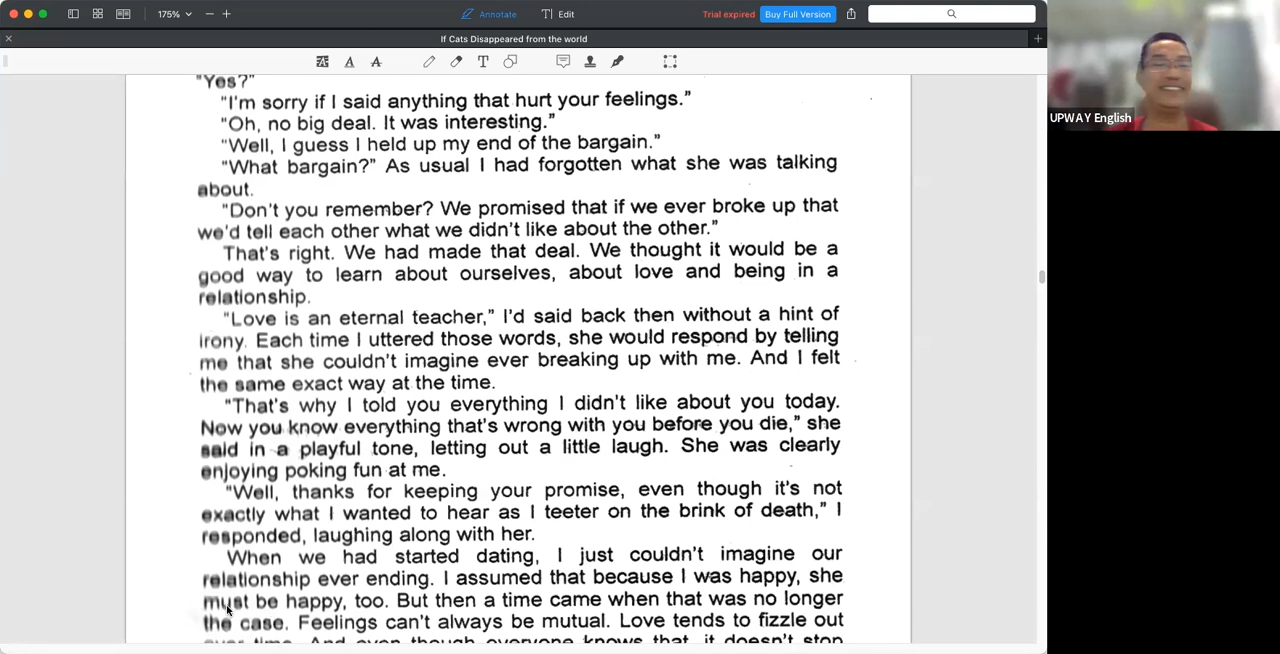 175%
Annotate
Edit
Trial expired
Buy Full Version
If Cats Disappeared from the world
UPWAY English
"Yes?"
"I'm sorry if I said anything that hurt your feelings."
"Oh, no big deal. It was interesting."
"Well, I guess I held up my end of the bargain."
"What bargain?" As usual I had forgotten what she was talking
about.
"Don't you remember? We promised that if we ever broke up that
we'd tell each other what we didn't like about the other."
That's right. We had made that deal. We thought it would be a
good way to learn about ourselves, about love and being in a
relationship.
"Love is an eternal teacher," I'd said back then without a hint of
irony. Each time I uttered those words, she would respond by telling
me that she couldn't imagine ever breaking up with me. And I felt
the same exact way at the time.
"That's why I told you everything I didn't like about you today.
Now you know everything that's wrong with you before you die," she
said in a playful tone, letting out a little laugh. She was clearly
enjoying poking fun at me.
"Well, thanks for keeping your promise, even though it's not
exactly what I wanted to hear as I teeter on the brink of death," I
responded, laughing along with her.
When we had started dating, I just couldn't imagine our
relationship ever ending. I assumed that because I was happy, she
must be happy, too. But then a time came when that was no longer
the case. Feelings can't always be mutual. Love tends to fizzle out
over time. And even though everyone knows that, it doesn't stop